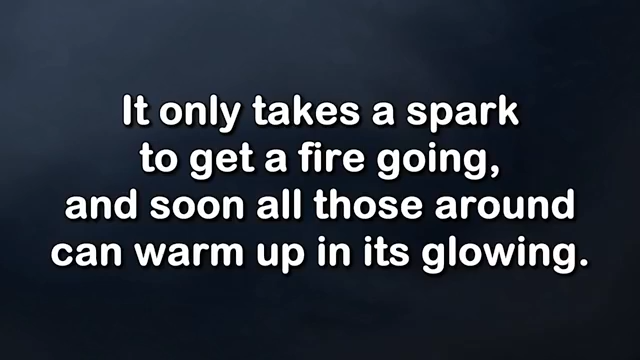 It only takes a spark
to get a fire going,
and soon all those around
can warm up in its glowing.